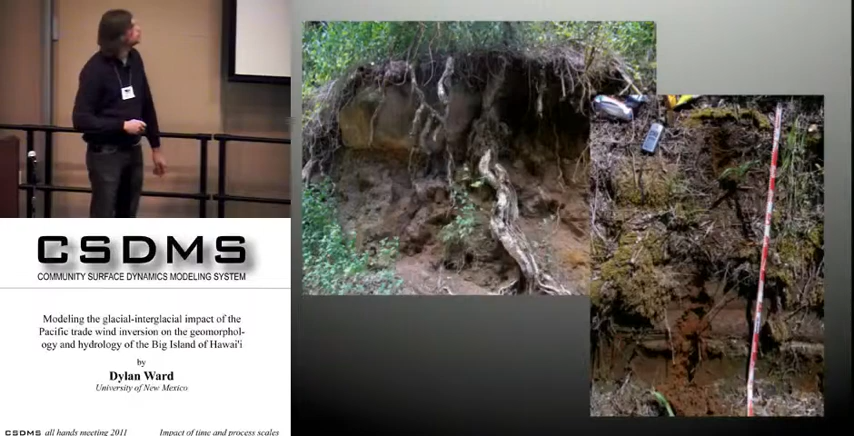 CSDMS
COMMUNITY SURFACE DYNAMICS MODELING SYSTEM
Modeling the glacial-interglacial impact of the
Pacific trade wind inversion on the geomorphol-
ogy and hydrology of the Big Island of Hawai'i
by
Dylan Ward
University of New Mexico
CSDMS all hands meeting 2011
Impact of time and process scales